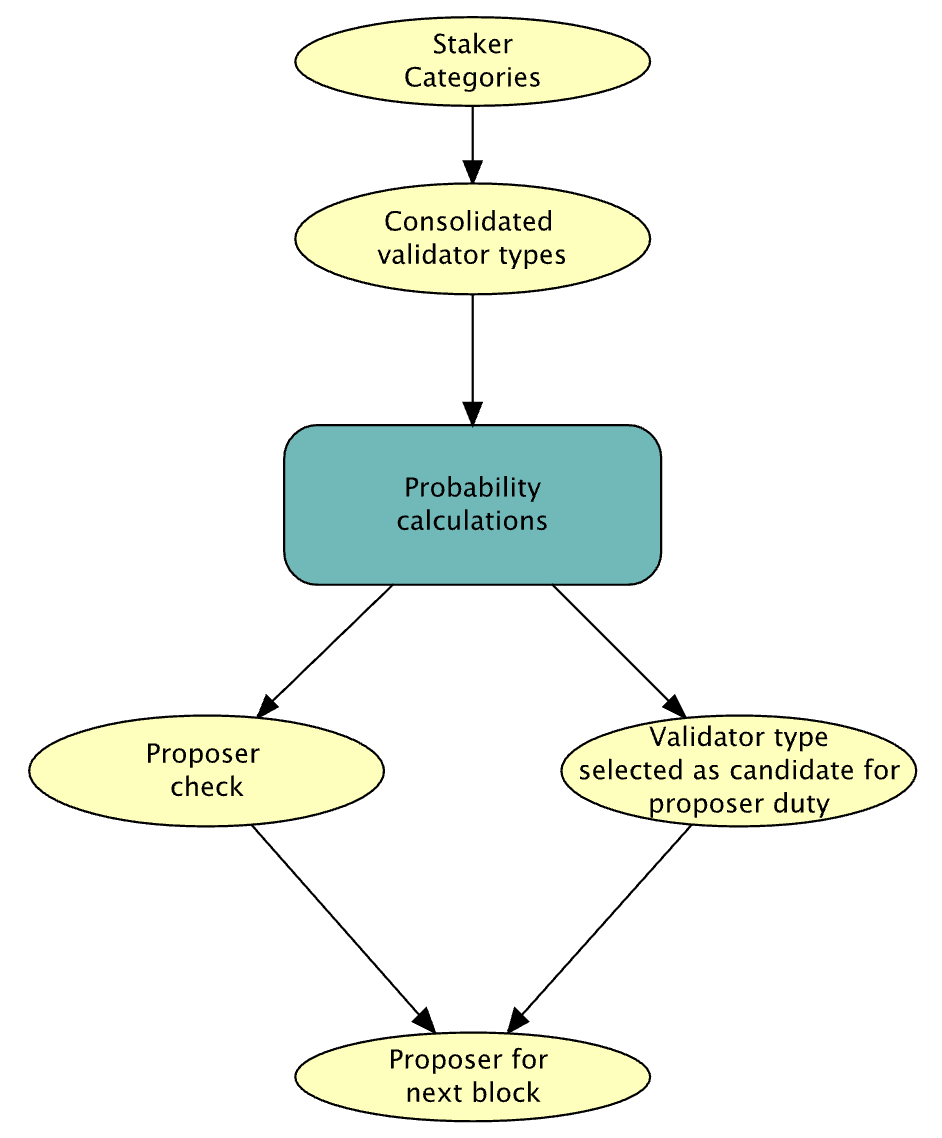 Staker
Categories
Consolidated
validator types
Probability
calculations
Proposer
check
Validator type
selected as candidate for
proposer duty
Proposer for
next block